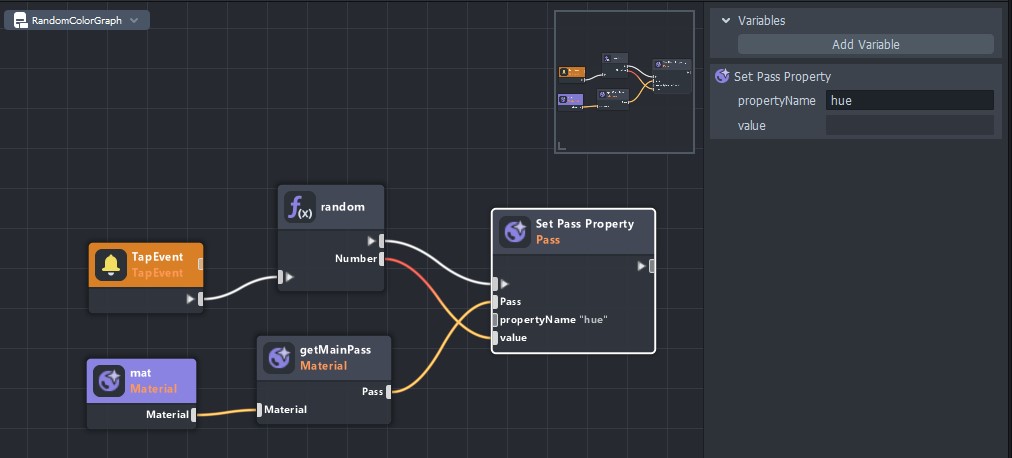 RandomColorGraph
Variables
Add Variable
Set Pass Property
propertyName hue
value
random
Number
f(x)
TapEvent
TapEvent
Set Pass Property
Pass
Pass
propertyName "hue"
value
getMainPass
Material
Pass
Material
mat
Material
Material